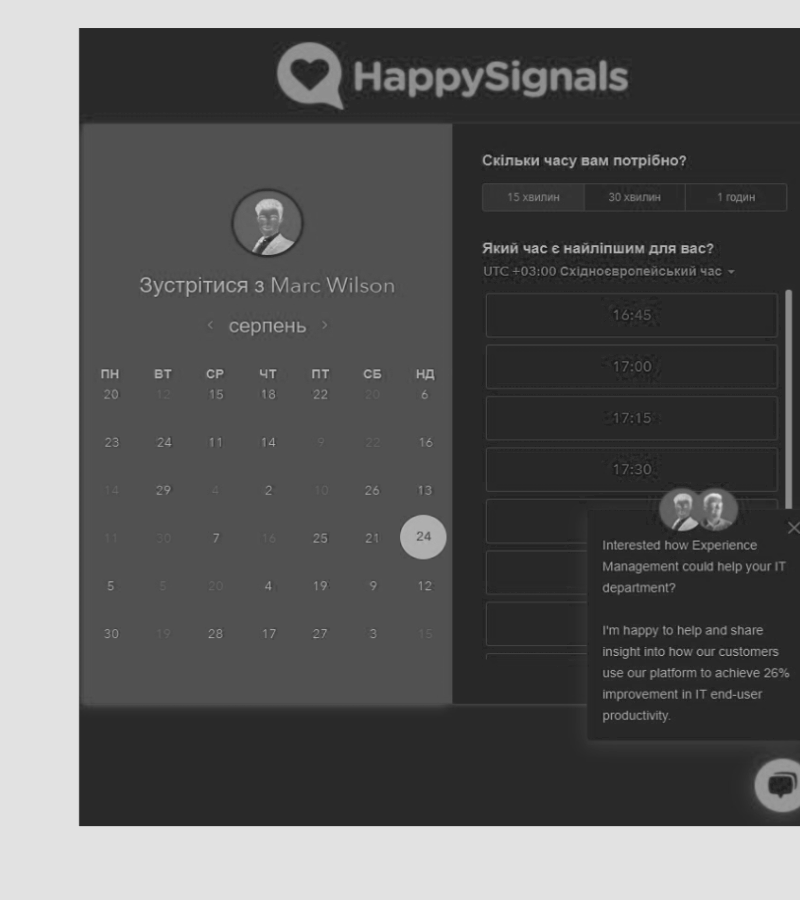 HappySignals
Зустрітися з Marc Wilson
серпень
ПН ВТ СР ЧТ ПТ СБ НД
20 12 15 18 22 20 6
23 24 11 14 9 22 16
14 29 4 2 10 26 13
11 30 7 16 25 21 24
5 5 20 4 19 9 12
30 19 28 17 27 3 15
Скільки часу вам потрібно?
15 хвилин 30 хвилин 1 годин
Який час є найліпшим для вас?
UTC +03:00 Східноєвропейський час
16:45
17:00
17:15
17:30
Interested how Experience
Management could help your IT
department?
I'm happy to help and share
insight into how our customers
use our platform to achieve 26%
improvement in IT end-user
productivity.